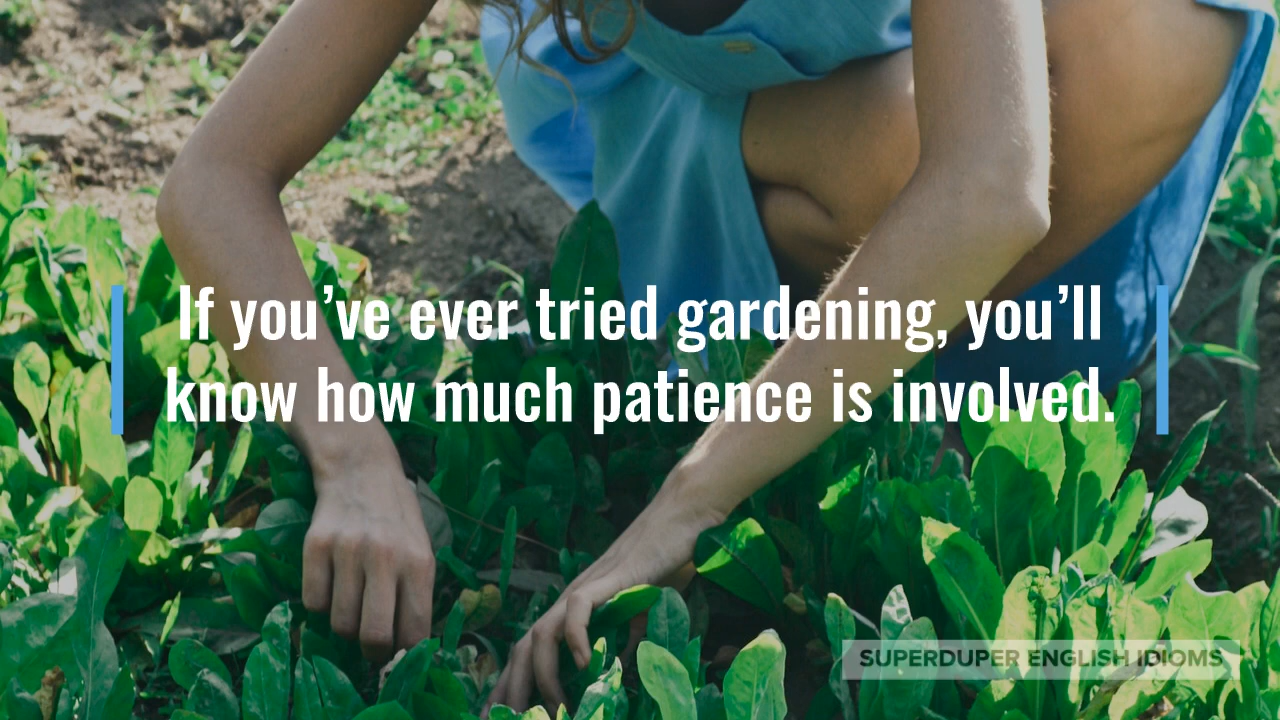 If you’ve ever tried gardening, you’ll
know how much patience is involved.
SUPERDUPER ENGLISH IDIOMS